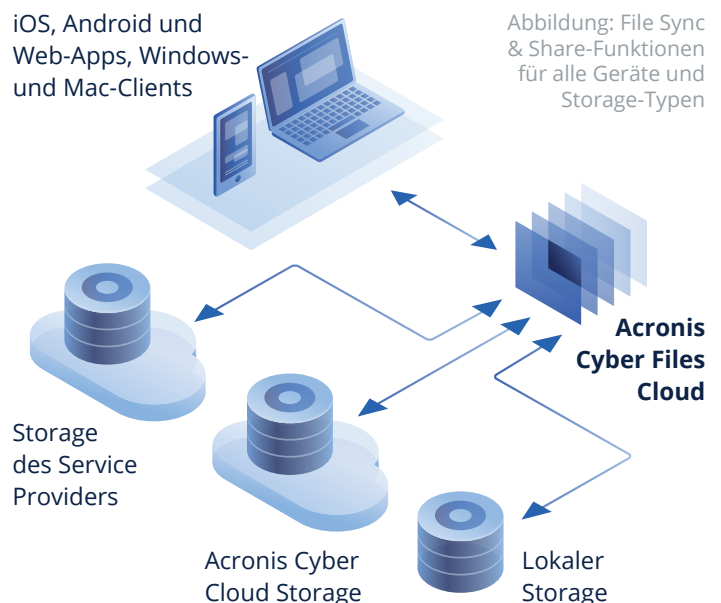 iOS, Android und
Web-Apps, Windows-
und Mac-Clients
Abbildung: File Sync
& Share-Funktionen
für alle Geräte und
Storage-Typen
Acronis
Cyber Files
Cloud
Storage
des Service
Providers
Acronis Cyber
Cloud Storage
Lokaler
Storage